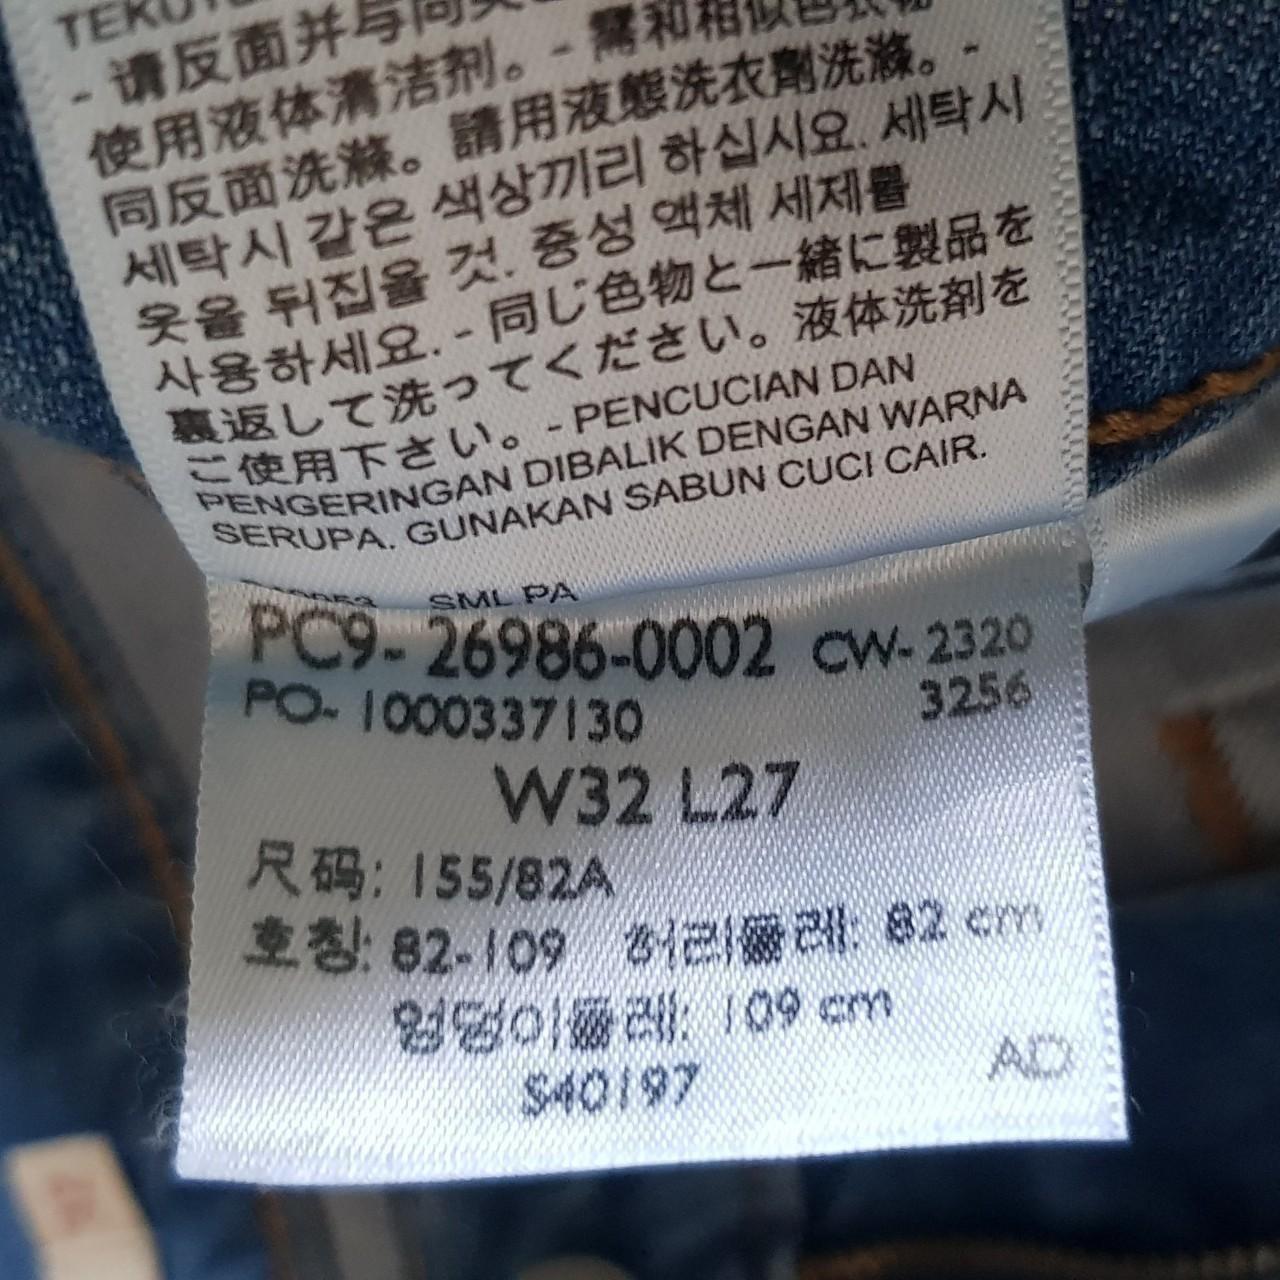 - 请反面并与同
使用液体清洁剂。- 需和相似色衣物
同反面洗滌。請用液態洗衣劑洗滌。-
세탁시 같은 색상끼리 하십시요. 세탁시
옷을 뒤집을 것. 중성 액체 세제를
사용하세요. - 同じ色物と一緒に製品を
裏返して洗ってください。液体洗剤を
ご使用下さい。- PENCUCIAN DAN
PENGERINGAN DIBALIK DENGAN WARNA
SERUPA. GUNAKAN SABUN CUCI CAIR.
SML PA
PC9- 26986-0002 CW- 2320
PO- 1000337130 3256
W32 L27
尺码: 155/82A
호칭: 82-109 허리둘레: 82 cm
엉덩이둘레: 109 cm
S40197 AD